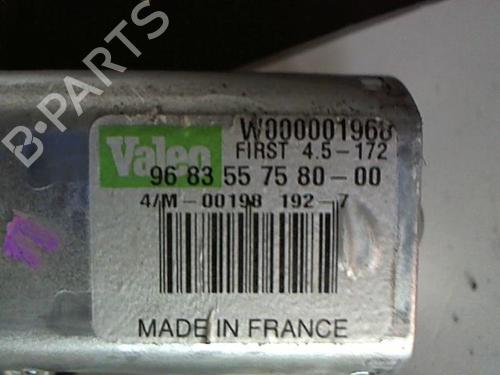 B-PARTS
Valeo
W000001960
FIRST 4.5-172
96 83 55 75 80-00
4/M-00198 192-7
MADE IN FRANCE